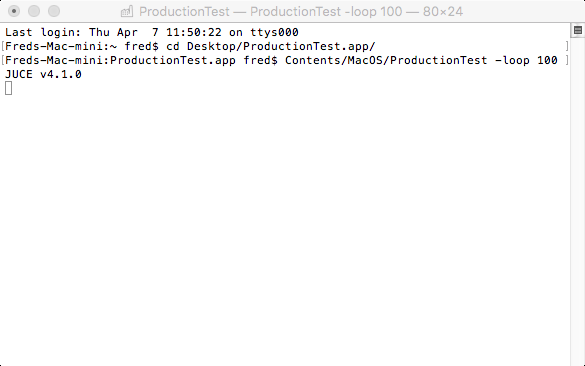 ProductionTest — ProductionTest -loop 100 — 80×24
Last login: Thu Apr  7 11:50:22 on ttys000
[Freds-Mac-mini:~ fred$ cd Desktop/ProductionTest.app/                          ]
[Freds-Mac-mini:ProductionTest.app fred$ Contents/MacOS/ProductionTest -loop 100 ]
JUCE v4.1.0